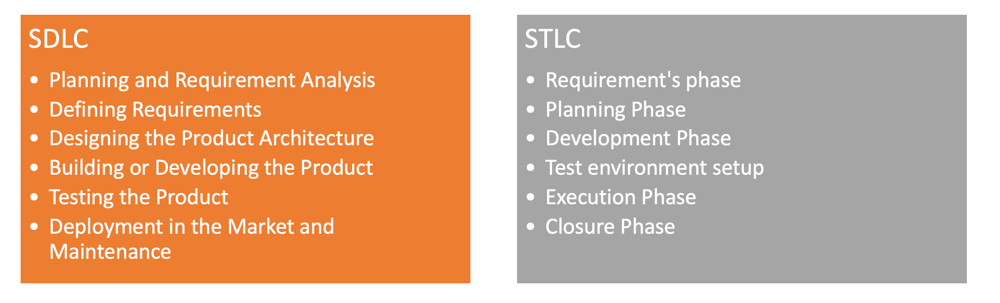 SDLC
• Planning and Requirement Analysis
• Defining Requirements
• Designing the Product Architecture
• Building or Developing the Product
• Testing the Product
• Deployment in the Market and
Maintenance
STLC
• Requirement's phase
• Planning Phase
• Development Phase
• Test environment setup
• Execution Phase
• Closure Phase